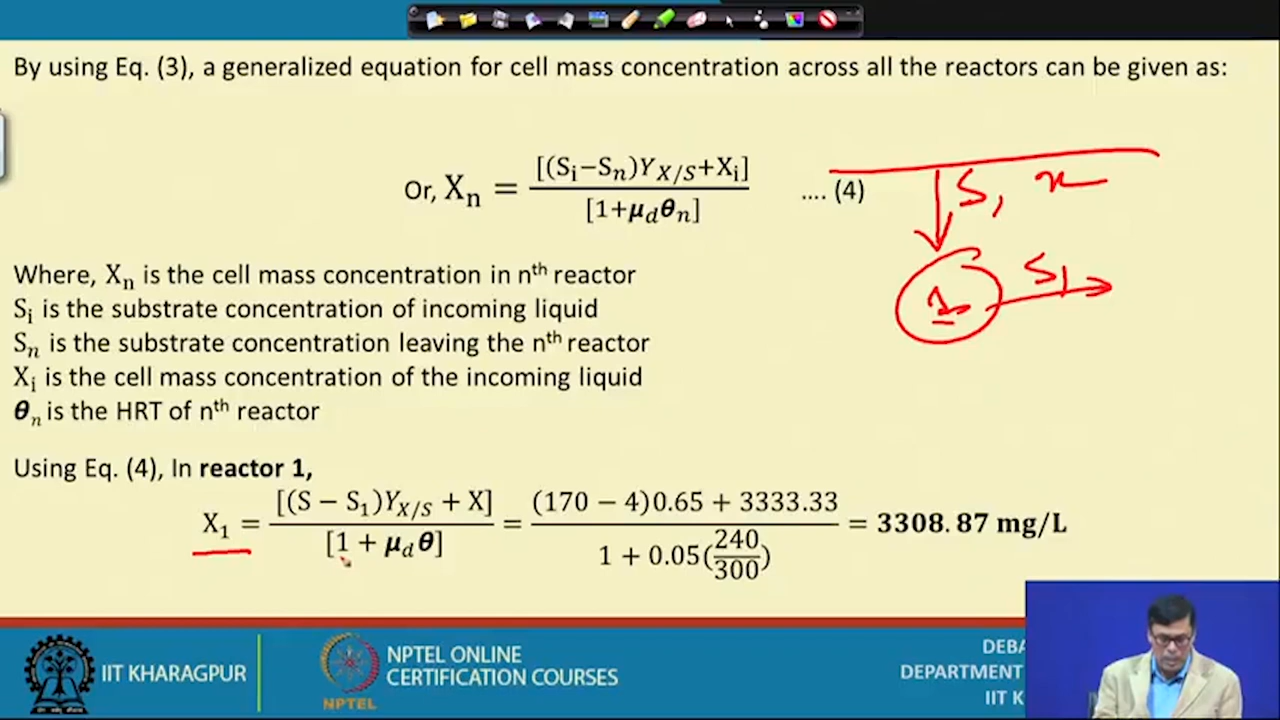 By using Eq. (3), a generalized equation for cell mass concentration across all the reactors can be given as:
Or, Xₙ = [(Sᵢ−Sₙ)Y_{X/S}+Xᵢ] / [1+μ_dθₙ] .... (4)
S, x
1
S₁
Where, Xₙ is the cell mass concentration in nᵗʰ reactor
Sᵢ is the substrate concentration of incoming liquid
Sₙ is the substrate concentration leaving the nᵗʰ reactor
Xᵢ is the cell mass concentration of the incoming liquid
θₙ is the HRT of nᵗʰ reactor
Using Eq. (4), In reactor 1,
X₁ = [(S − S₁)Y_{X/S} + X] / [1 + μ_dθ] = (170 − 4)0.65 + 3333.33 / 1 + 0.05(240/300) = 3308.87 mg/L
IIT KHARAGPUR
NPTEL
NPTEL ONLINE
CERTIFICATION COURSES
DEBA
DEPARTMENT
IIT K